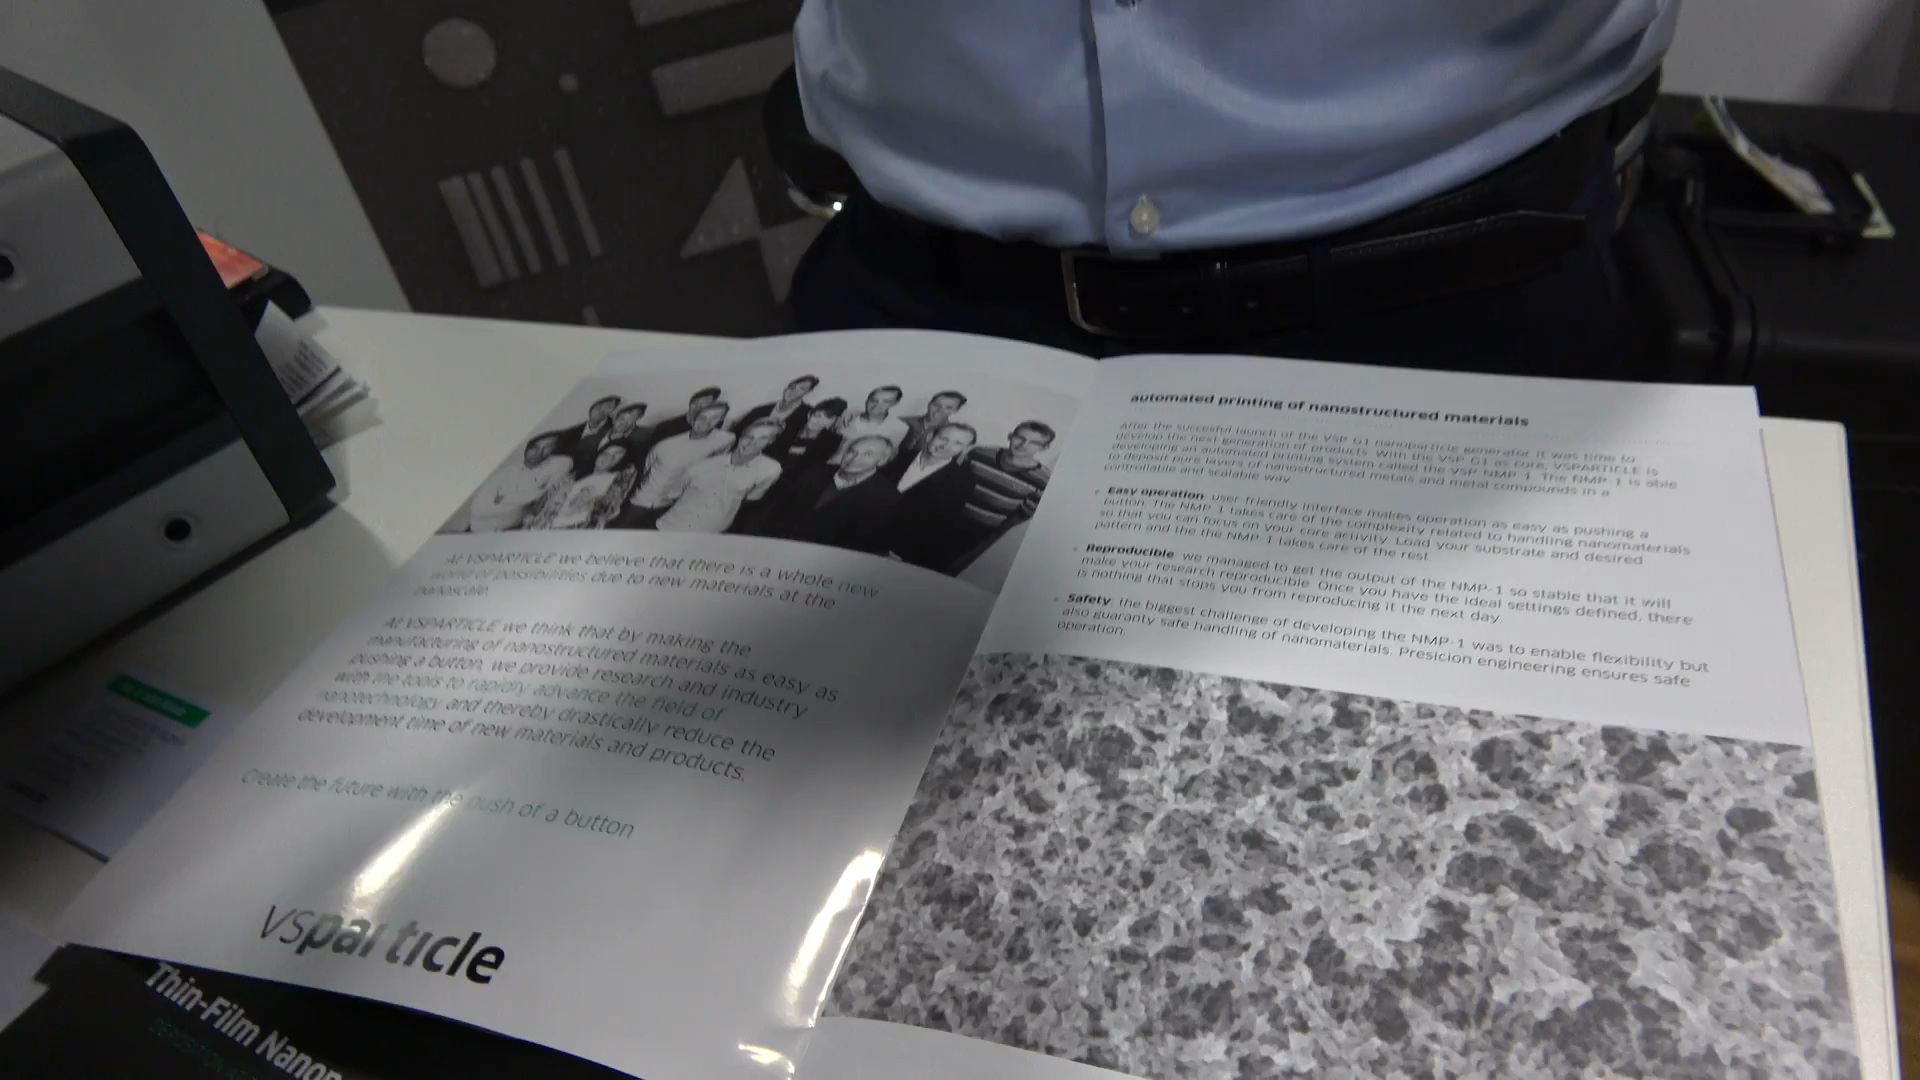 At VSPARTICLE we believe that there is a whole new
world of possibilities due to new materials at the
nanoscale.
At VSPARTICLE we think that by making the
manufacturing of nanostructured materials as easy as
pushing a button, we provide research and industry
with the tools to rapidly advance the field of
nanotechnology and thereby drastically reduce the
development time of new materials and products.
Create the future with the push of a button
vsparticle
automated printing of nanostructured materials
After the succesful launch of the VSP G1 nanoparticle generator it was time to
develop the next generation of products. With the VSP G1 as core, VSPARTICLE is
developing an automated printing system called the VSP NMP-1. The NMP-1 is able
to deposit pure layers of nanostructured metals and metal compounds in a
controllable and scalable way
Easy operation: user friendly interface makes operation as easy as pushing a
button. The NMP-1 takes care of the complexity related to handling nanomaterials
so that you can focus on your core activity. Load your substrate and desired
pattern and the the NMP-1 takes care of the rest.
Reproducible: we managed to get the output of the NMP-1 so stable that it will
make your research reproducible. Once you have the ideal settings defined, there
is nothing that stops you from reproducing it the next day.
Safety: the biggest challenge of developing the NMP-1 was to enable flexibility but
also guaranty safe handling of nanomaterials. Presicion engineering ensures safe
operation.
Thin-Film Nanop